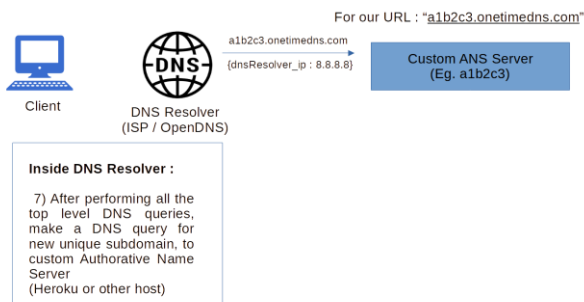 For our URL : “a1b2c3.onetimedns.com”
a1b2c3.onetimedns.com
{dnsResolver_ip : 8.8.8.8}
Custom ANS Server
(Eg. a1b2c3)
DNS
Client
DNS Resolver
(ISP / OpenDNS)
Inside DNS Resolver :
7) After performing all the
top level DNS queries,
make a DNS query for
new unique subdomain, to
custom Authorative Name
Server
(Heroku or other host)